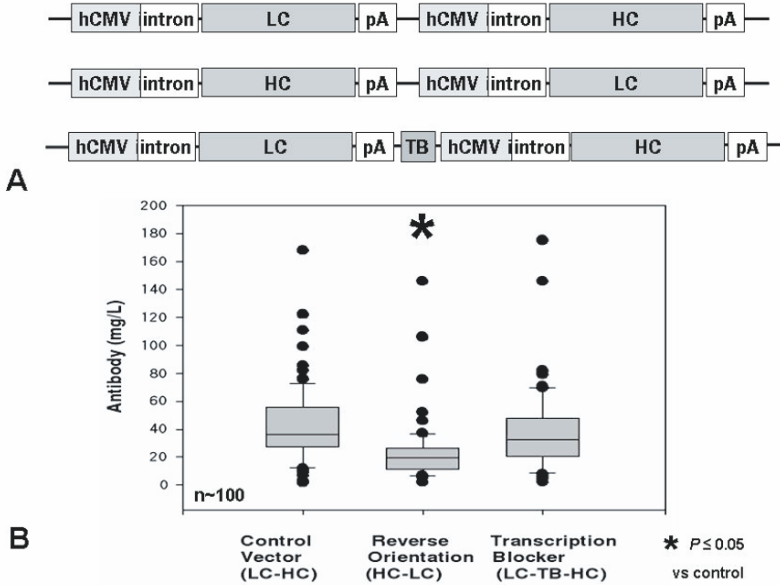 hCMV intron LC pA hCMV intron HC pA
hCMV intron HC pA hCMV intron LC pA
hCMV intron LC pA TB hCMV intron HC pA
A
200
180
160
140
120
100
80
60
40
20
0
Antibody (mg/L)
*
n~100
B
Control Vector (LC-HC)
Reverse Orientation (HC-LC)
Transcription Blocker (LC-TB-HC)
* P ≤ 0.05
vs control